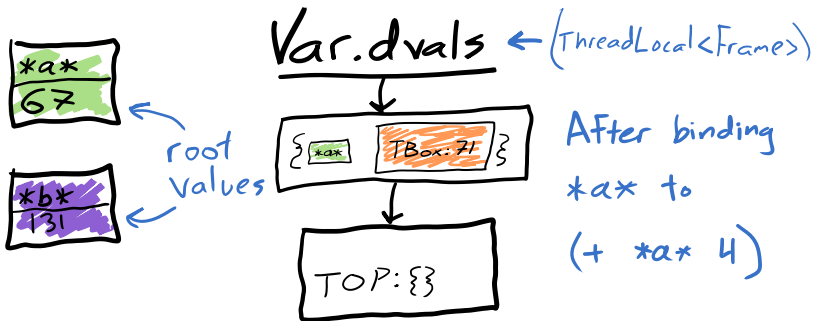 *a*
67
root
values
*b*
131
Var.dvals
(ThreadLocal<Frame>)
{ *a* TBox:71 }
TOP:{}
After binding
*a* to
(+ *a* 4)